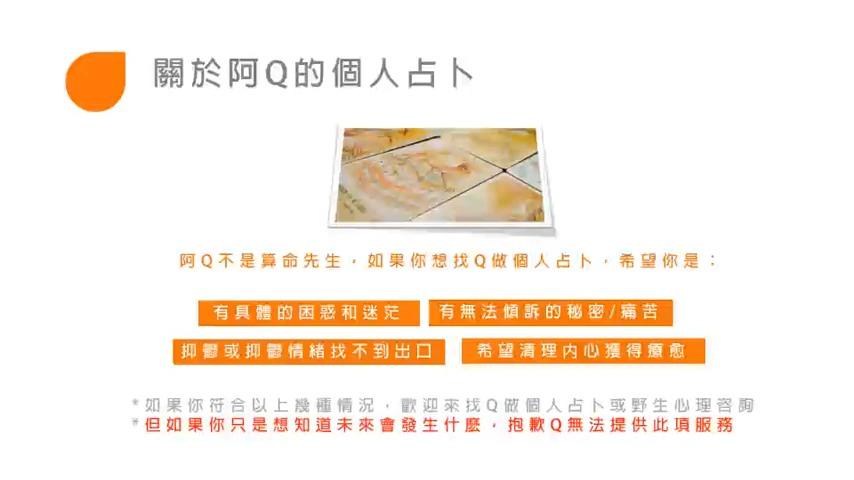 關於阿Q的個人占卜
阿Q不是算命先生，如果你想找Q做個人占卜，希望你是：
有具體的困惑和迷茫
有無法傾訴的秘密/痛苦
抑鬱或抑鬱情緒找不到出口
希望清理内心獲得療愈
*如果你符合以上幾種情況，歡迎來找Q做個人占卜或野生心理咨詢
*但如果你只是想知道未來會發生什麽，抱歉Q無法提供此項服務